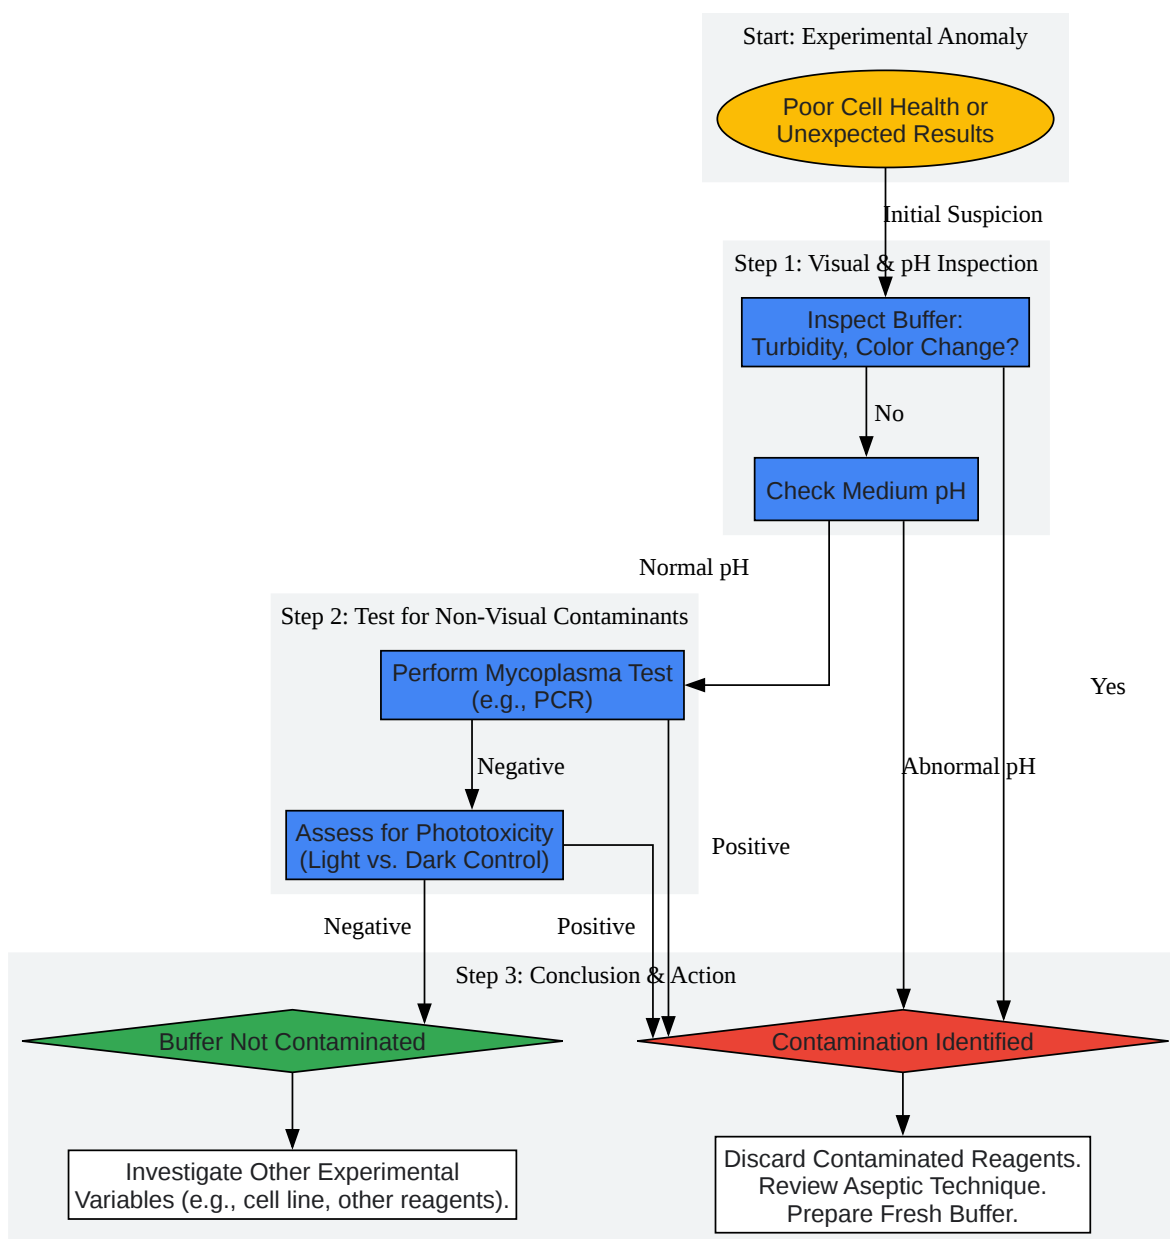 Start: Experimental Anomaly
Poor Cell Health or
Unexpected Results
Initial Suspicion
Step 1: Visual & pH Inspection
Inspect Buffer:
Turbidity, Color Change?
No
Check Medium pH
Normal pH
Step 2: Test for Non-Visual Contaminants
Perform Mycoplasma Test
(e.g., PCR)
Yes
Negative
Abnormal pH
Assess for Phototoxicity
(Light vs. Dark Control)
Positive
Negative
Positive
Step 3: Conclusion & Action
Buffer Not Contaminated
Contamination Identified
Investigate Other Experimental
Variables (e.g., cell line, other reagents).
Discard Contaminated Reagents.
Review Aseptic Technique.
Prepare Fresh Buffer.